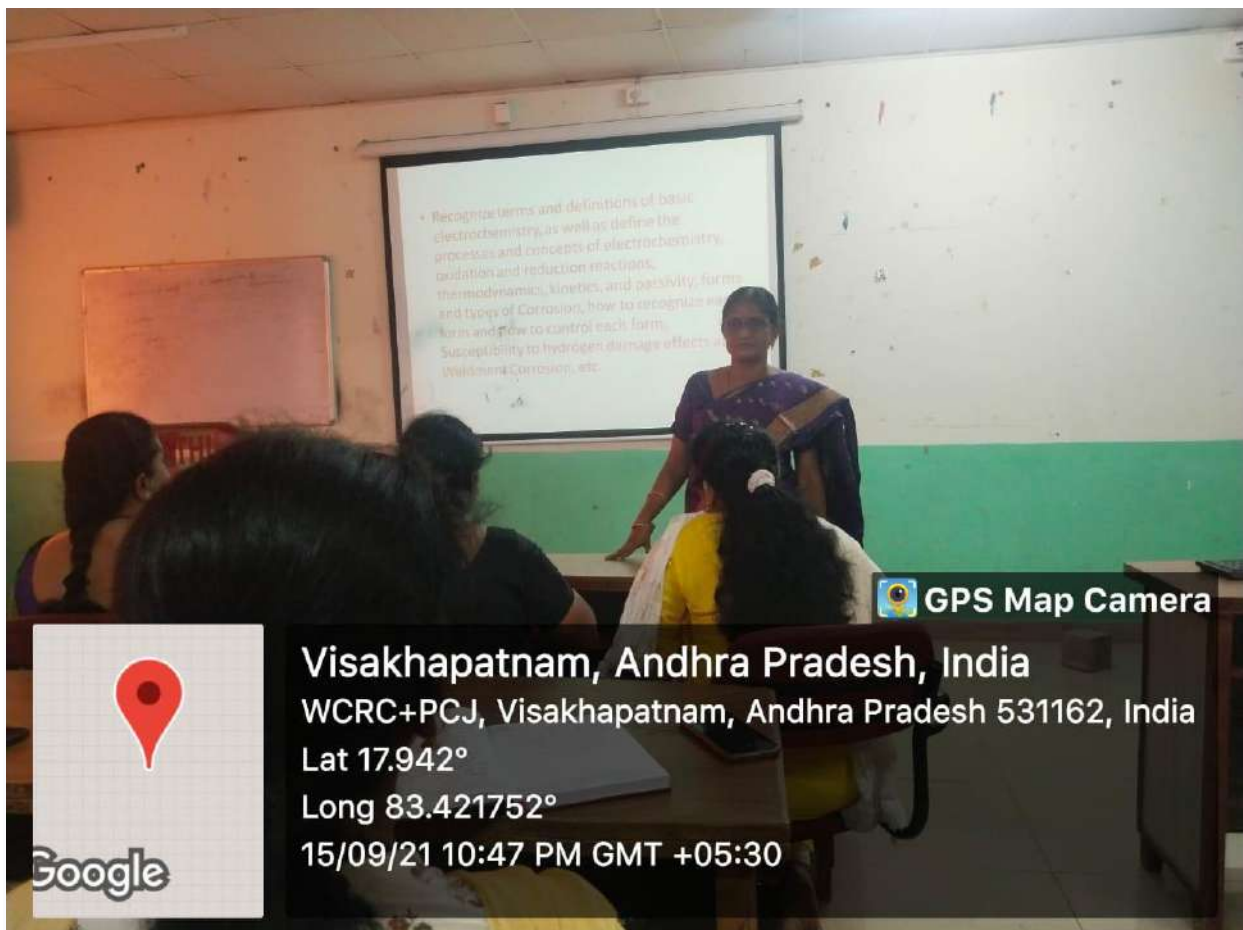 • Recognize terms and definitions of basic
electrochemistry, as well as define the
processes and concepts of electrochemistry,
oxidation and reduction reactions,
thermodynamics, kinetics, and passivity, forms
and types of Corrosion, how to recognize
form and how to control each form,
Susceptibility to hydrogen damage effects
Weldment Corrosion, etc.
GPS Map Camera
Visakhapatnam, Andhra Pradesh, India
WCRC+PCJ, Visakhapatnam, Andhra Pradesh 531162, India
Lat 17.942°
Long 83.421752°
15/09/21 10:47 PM GMT +05:30
Google